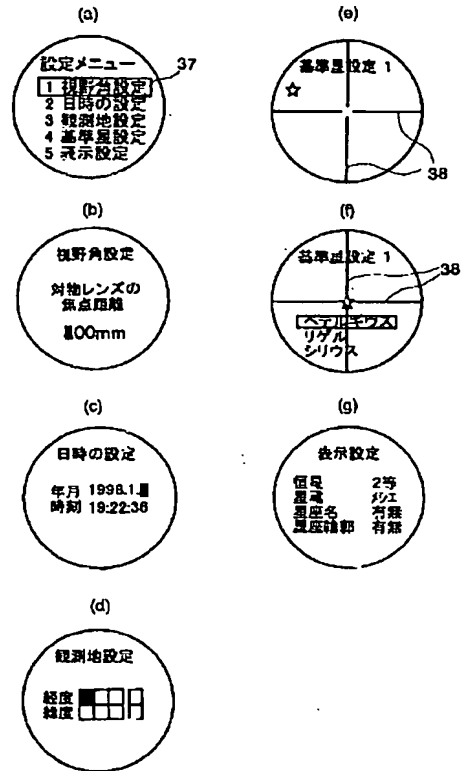 (a)
設定メニュー
1 視野角設定
2 日時の設定
3 観測地設定
4 基準星設定
5 表示設定
37
(b)
視野角設定
対物レンズの
焦点距離
00mm
(c)
日時の設定
年月 1998.1.
時刻 19:22:36
(d)
観測地設定
経度
緯度
(e)
基準星設定 1
38
(f)
基準星設定 1
38
ベテルギウス
リゲル
シリウス
(g)
表示設定
恒星 2等
星雲 メシエ
星座名 有無
星座輪郭 有無